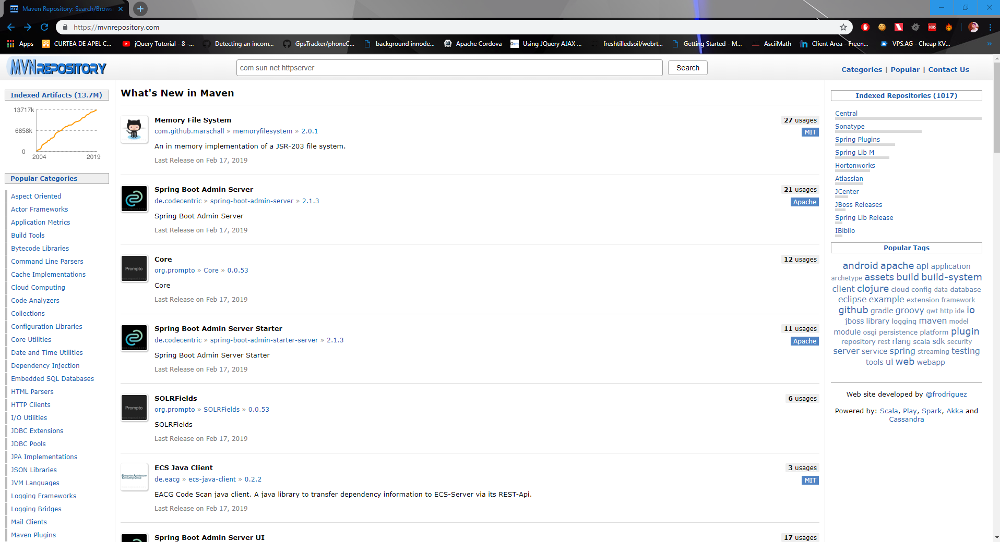 Maven Repository: Search/Brows
https://mvnrepository.com
Apps
CURTEA DE APEL C...
jQuery Tutorial - 8 -...
Detecting an incom...
GpsTracker/phoneC...
background innode...
Apache Cordova
Using JQuery AJAX ...
freshtilledsoil/webrt...
Getting Started - M...
AsciiMath
Client Area - Freen...
VPS.AG - Cheap KV...
MVNREPOSITORY
com sun net httpserver
Search
Categories | Popular | Contact Us
Indexed Artifacts (13.7M)
13717k
6858k
0
2004
2019
Popular Categories
Aspect Oriented
Actor Frameworks
Application Metrics
Build Tools
Bytecode Libraries
Command Line Parsers
Cache Implementations
Cloud Computing
Code Analyzers
Collections
Configuration Libraries
Core Utilities
Date and Time Utilities
Dependency Injection
Embedded SQL Databases
HTML Parsers
HTTP Clients
I/O Utilities
JDBC Extensions
JDBC Pools
JPA Implementations
JSON Libraries
JVM Languages
Logging Frameworks
Logging Bridges
Mail Clients
Maven Plugins
What's New in Maven
Memory File System
27 usages
com.github.marschall » memoryfilesystem » 2.0.1
MIT
An in memory implementation of a JSR-203 file system.
Last Release on Feb 17, 2019
Spring Boot Admin Server
21 usages
de.codecentric » spring-boot-admin-server » 2.1.3
Apache
Spring Boot Admin Server
Last Release on Feb 17, 2019
Prompto
Core
12 usages
org.prompto » Core » 0.0.53
Core
Last Release on Feb 17, 2019
Spring Boot Admin Server Starter
11 usages
de.codecentric » spring-boot-admin-starter-server » 2.1.3
Apache
Spring Boot Admin Server Starter
Last Release on Feb 17, 2019
Prompto
SOLRFields
6 usages
org.prompto » SOLRFields » 0.0.53
SOLRFields
Last Release on Feb 17, 2019
Enterprise Architecture
Consulting Group
ECS Java Client
3 usages
de.eacg » ecs-java-client » 0.2.2
MIT
EACG Code Scan java client. A java library to transfer dependency information to ECS-Server via its REST-Api.
Last Release on Feb 17, 2019
Spring Boot Admin Server UI
17 usages
Indexed Repositories (1017)
Central
Sonatype
Spring Plugins
Spring Lib M
Hortonworks
Atlassian
JCenter
JBoss Releases
Spring Lib Release
IBiblio
Popular Tags
android apache api application
archetype assets build build-system
client clojure cloud config data database
eclipse example extension framework
github gradle groovy gwt http ide io
jboss library logging maven model
module osgi persistence platform plugin
repository rest rlang scala sdk security
server service spring streaming testing
tools ui web webapp
Web site developed by @frodriguez
Powered by: Scala, Play, Spark, Akka and
Cassandra